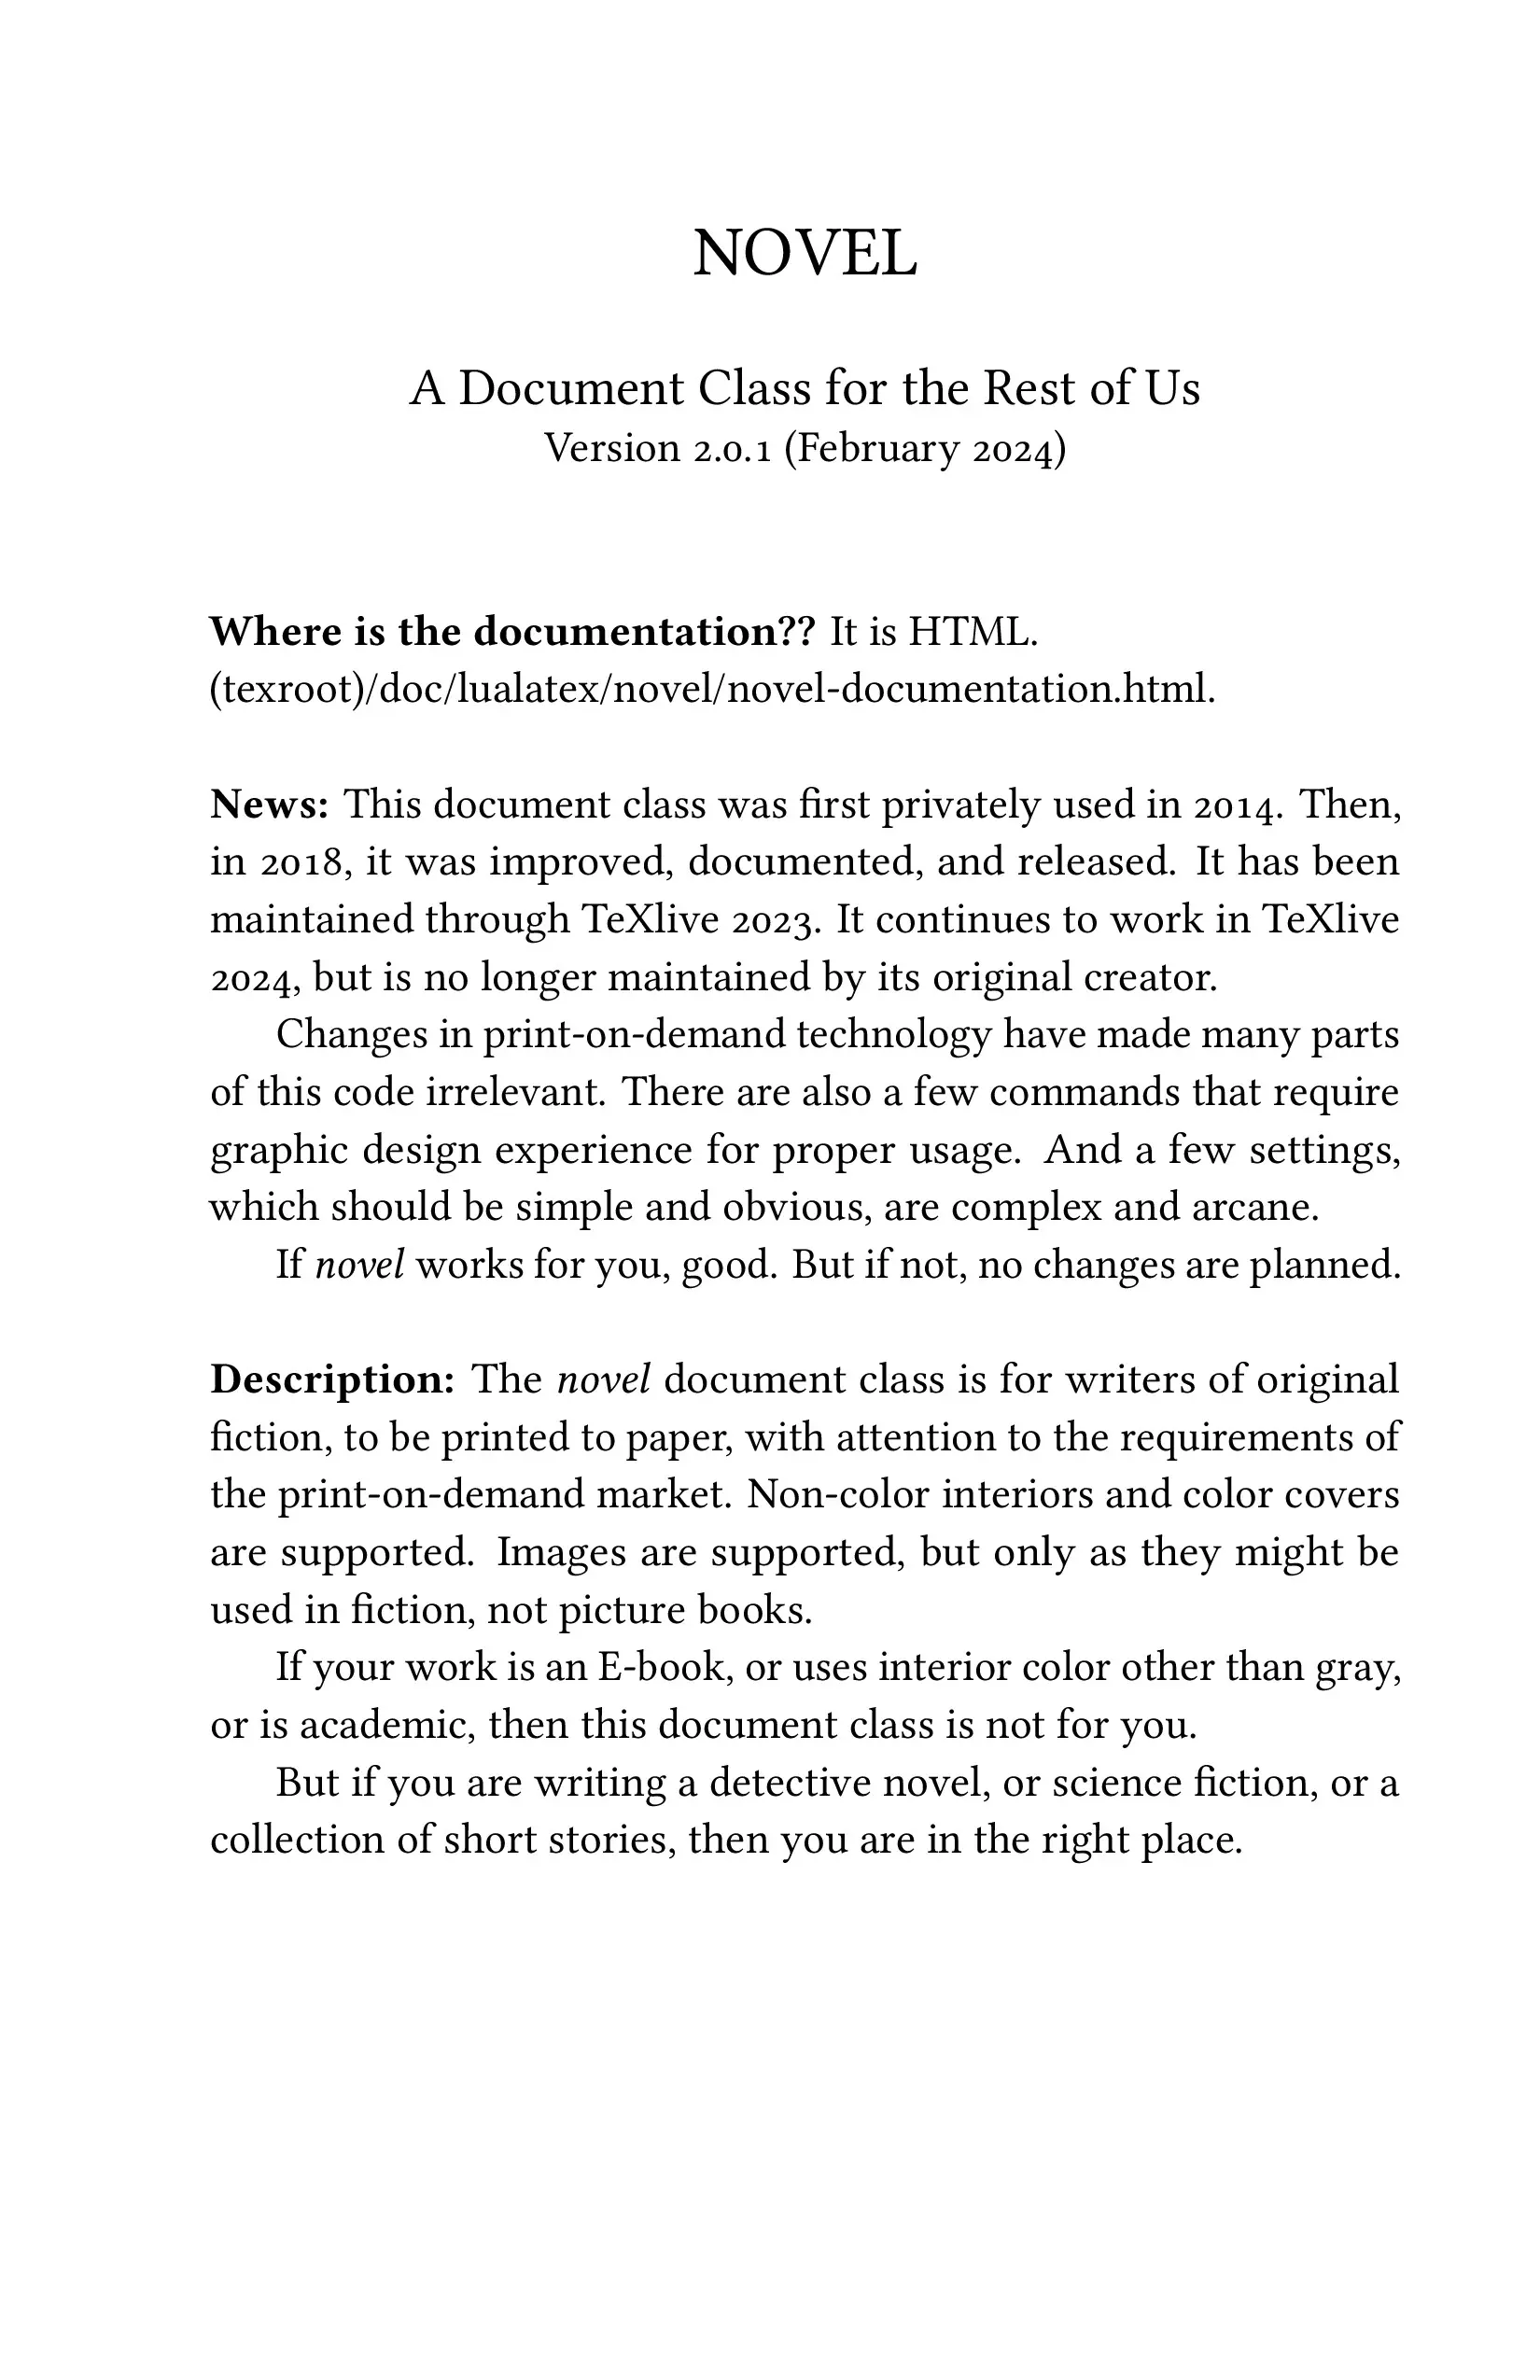 NOVEL
A Document Class for the Rest of Us
Version 2.0.1 (February 2024)
Where is the documentation?? It is HTML.
(texroot)/doc/lualatex/novel/novel-documentation.html.
News: This document class was first privately used in 2014. Then,
in 2018, it was improved, documented, and released. It has been
maintained through TeXlive 2023. It continues to work in TeXlive
2024, but is no longer maintained by its original creator.
Changes in print-on-demand technology have made many parts
of this code irrelevant. There are also a few commands that require
graphic design experience for proper usage. And a few settings,
which should be simple and obvious, are complex and arcane.
If novel works for you, good. But if not, no changes are planned.
Description: The novel document class is for writers of original
fiction, to be printed to paper, with attention to the requirements of
the print-on-demand market. Non-color interiors and color covers
are supported. Images are supported, but only as they might be
used in fiction, not picture books.
If your work is an E-book, or uses interior color other than gray,
or is academic, then this document class is not for you.
But if you are writing a detective novel, or science fiction, or a
collection of short stories, then you are in the right place.